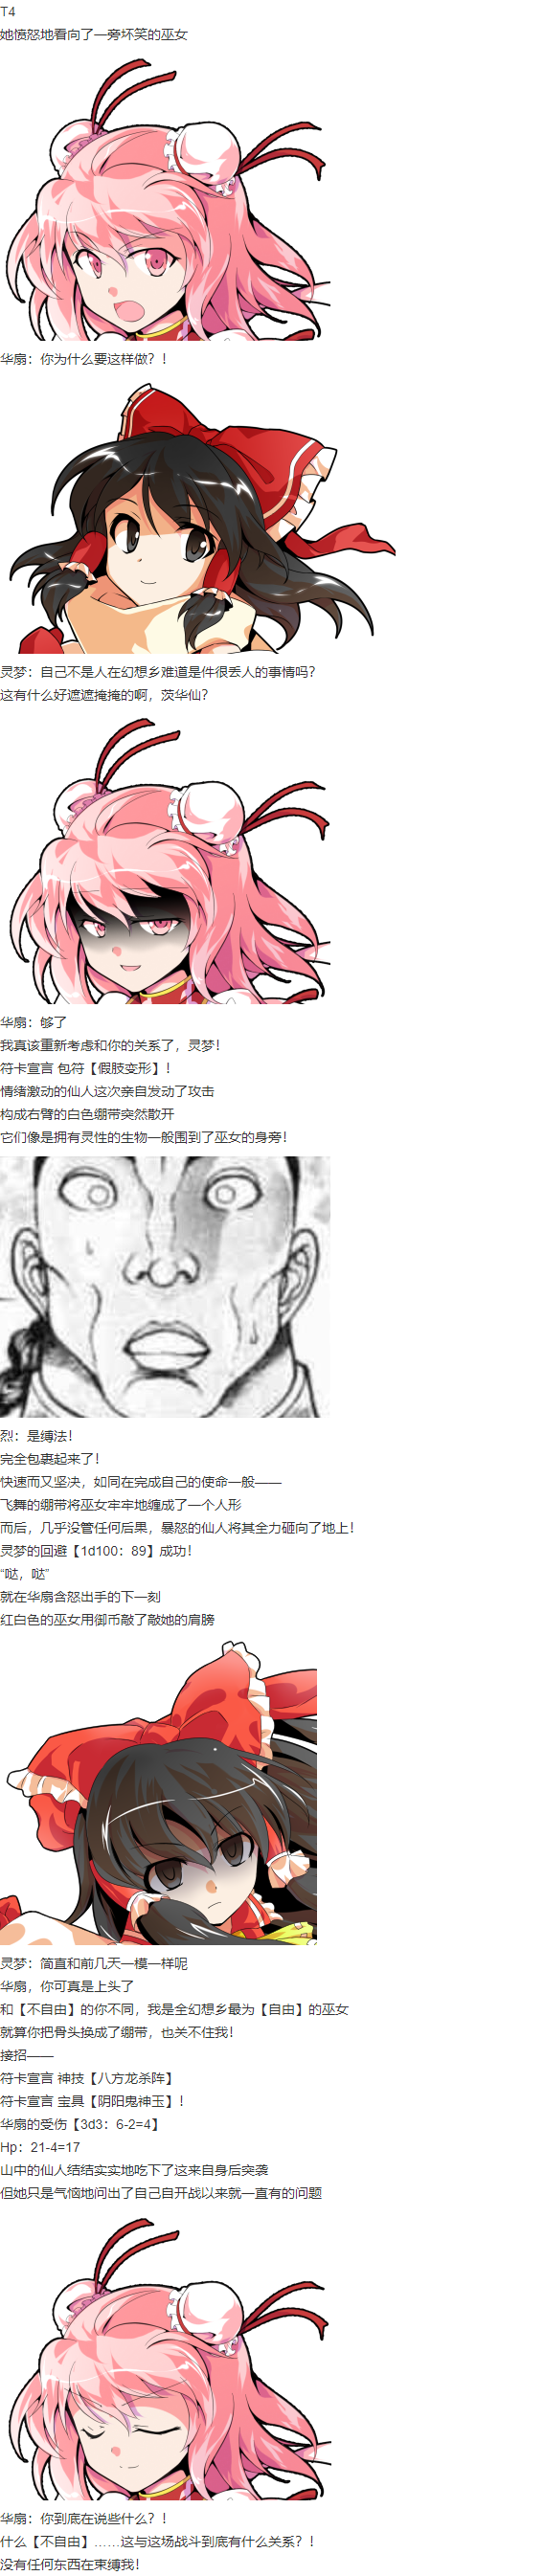 T4
她愤怒地看向了一旁坏笑的巫女
华扇：你为什么要这样做？！
灵梦：自己不是人在幻想乡难道是件很丢人的事情吗？
这有什么好遮遮掩掩的啊，茨华仙？
华扇：够了
我真该重新考虑和你的关系了，灵梦！
符卡宣言 包符【假肢变形】！
情绪激动的仙人这次亲自发动了攻击
构成右臂的白色绷带突然散开
它们像是拥有灵性的生物一般围到了巫女的身旁！
烈：是缚法！
完全包裹起来了！
快速而又坚决，如同在完成自己的使命一般——
飞舞的绷带将巫女牢牢地缠成了一个人形
而后，几乎没管任何后果，暴怒的仙人将其全力砸向了地上！
灵梦的回避【1d100：89】成功！
“哒，哒”
就在华扇含怒出手的下一刻
红白色的巫女用御币敲了敲她的肩膀
灵梦：简直和前几天一模一样呢
华扇，你可真是上头了
和【不自由】的你不同，我是全幻想乡最为【自由】的巫女
就算你把骨头换成了绷带，也关不住我！
接招——
符卡宣言 神技【八方龙杀阵】
符卡宣言 宝具【阴阳鬼神玉】！
华扇的受伤【3d3：6-2=4】
Hp：21-4=17
山中的仙人结结实实地吃下了这来自身后突袭
但她只是气恼地问出了自己自开战以来就一直有的问题
华扇：你到底在说些什么？！
什么【不自由】……这与这场战斗到底有什么关系？！
没有任何东西在束缚我！